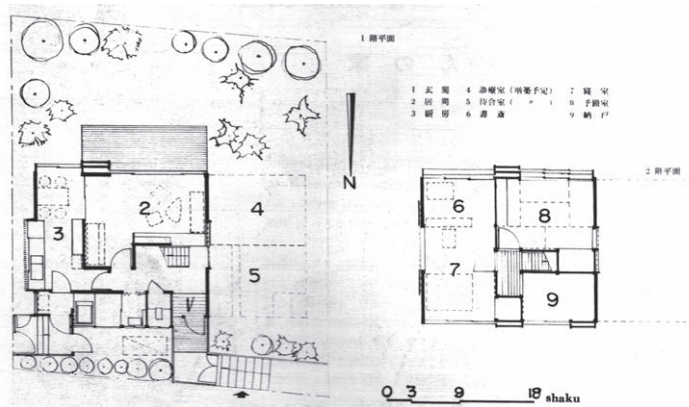 1 階平面
1 玄 関 4 診療室 (増築予定) 7 寝 室
2 居 間 5 待合室 ( 〃 ) 8 予備室
3 厨 房 6 書 斎 9 納 戸
N
2
3
4
5
2 階平面
6
8
7
9
0 3 9 18 shaku